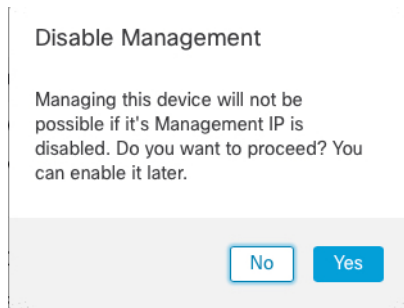 Disable Management
Managing this device will not be
possible if it's Management IP is
disabled. Do you want to proceed? You
can enable it later.
No
Yes